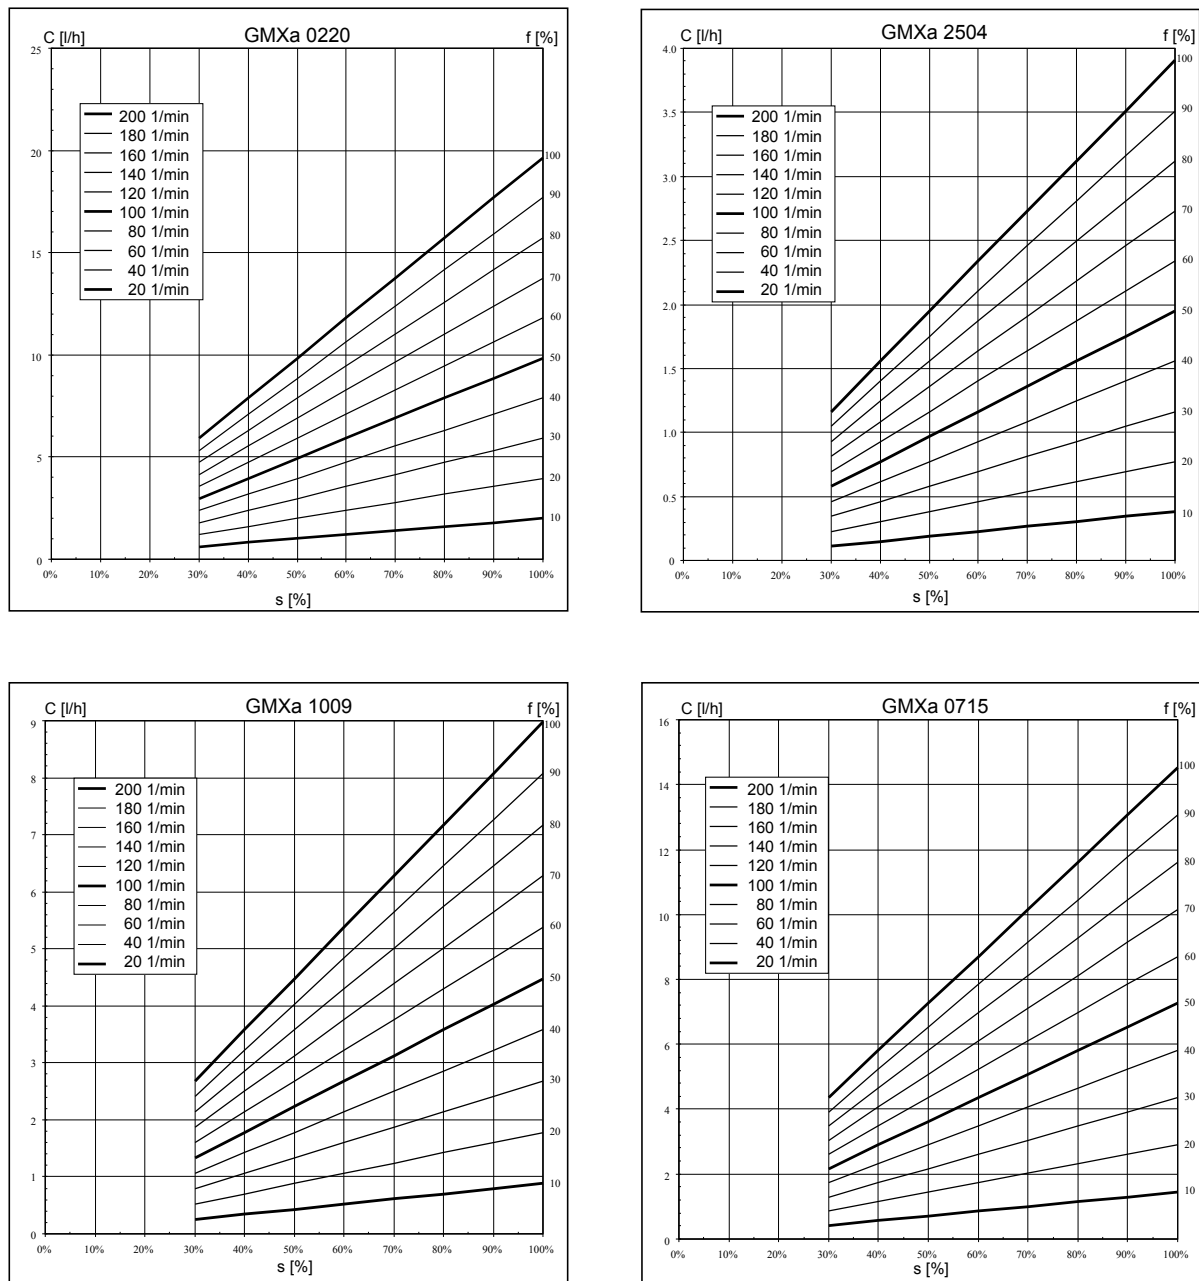 GMXa 0220
C [l/h]
f [%]
25
20
15
10
5
0
200 1/min
180 1/min
160 1/min
140 1/min
120 1/min
100 1/min
80 1/min
60 1/min
40 1/min
20 1/min
100
90
80
70
60
50
40
30
20
10
0% 10% 20% 30% 40% 50% 60% 70% 80% 90% 100%
s [%]
GMXa 2504
C [l/h]
f [%]
4.0
3.5
3.0
2.5
2.0
1.5
1.0
0.5
0
200 1/min
180 1/min
160 1/min
140 1/min
120 1/min
100 1/min
80 1/min
60 1/min
40 1/min
20 1/min
100
90
80
70
60
50
40
30
20
10
0% 10% 20% 30% 40% 50% 60% 70% 80% 90% 100%
s [%]
GMXa 1009
C [l/h]
f [%]
9
8
7
6
5
4
3
2
1
0
200 1/min
180 1/min
160 1/min
140 1/min
120 1/min
100 1/min
80 1/min
60 1/min
40 1/min
20 1/min
100
90
80
70
60
50
40
30
20
10
0% 10% 20% 30% 40% 50% 60% 70% 80% 90% 100%
s [%]
GMXa 0715
C [l/h]
f [%]
16
14
12
10
8
6
4
2
0
200 1/min
180 1/min
160 1/min
140 1/min
120 1/min
100 1/min
80 1/min
60 1/min
40 1/min
20 1/min
100
90
80
70
60
50
40
30
20
10
0% 10% 20% 30% 40% 50% 60% 70% 80% 90% 100%
s [%]